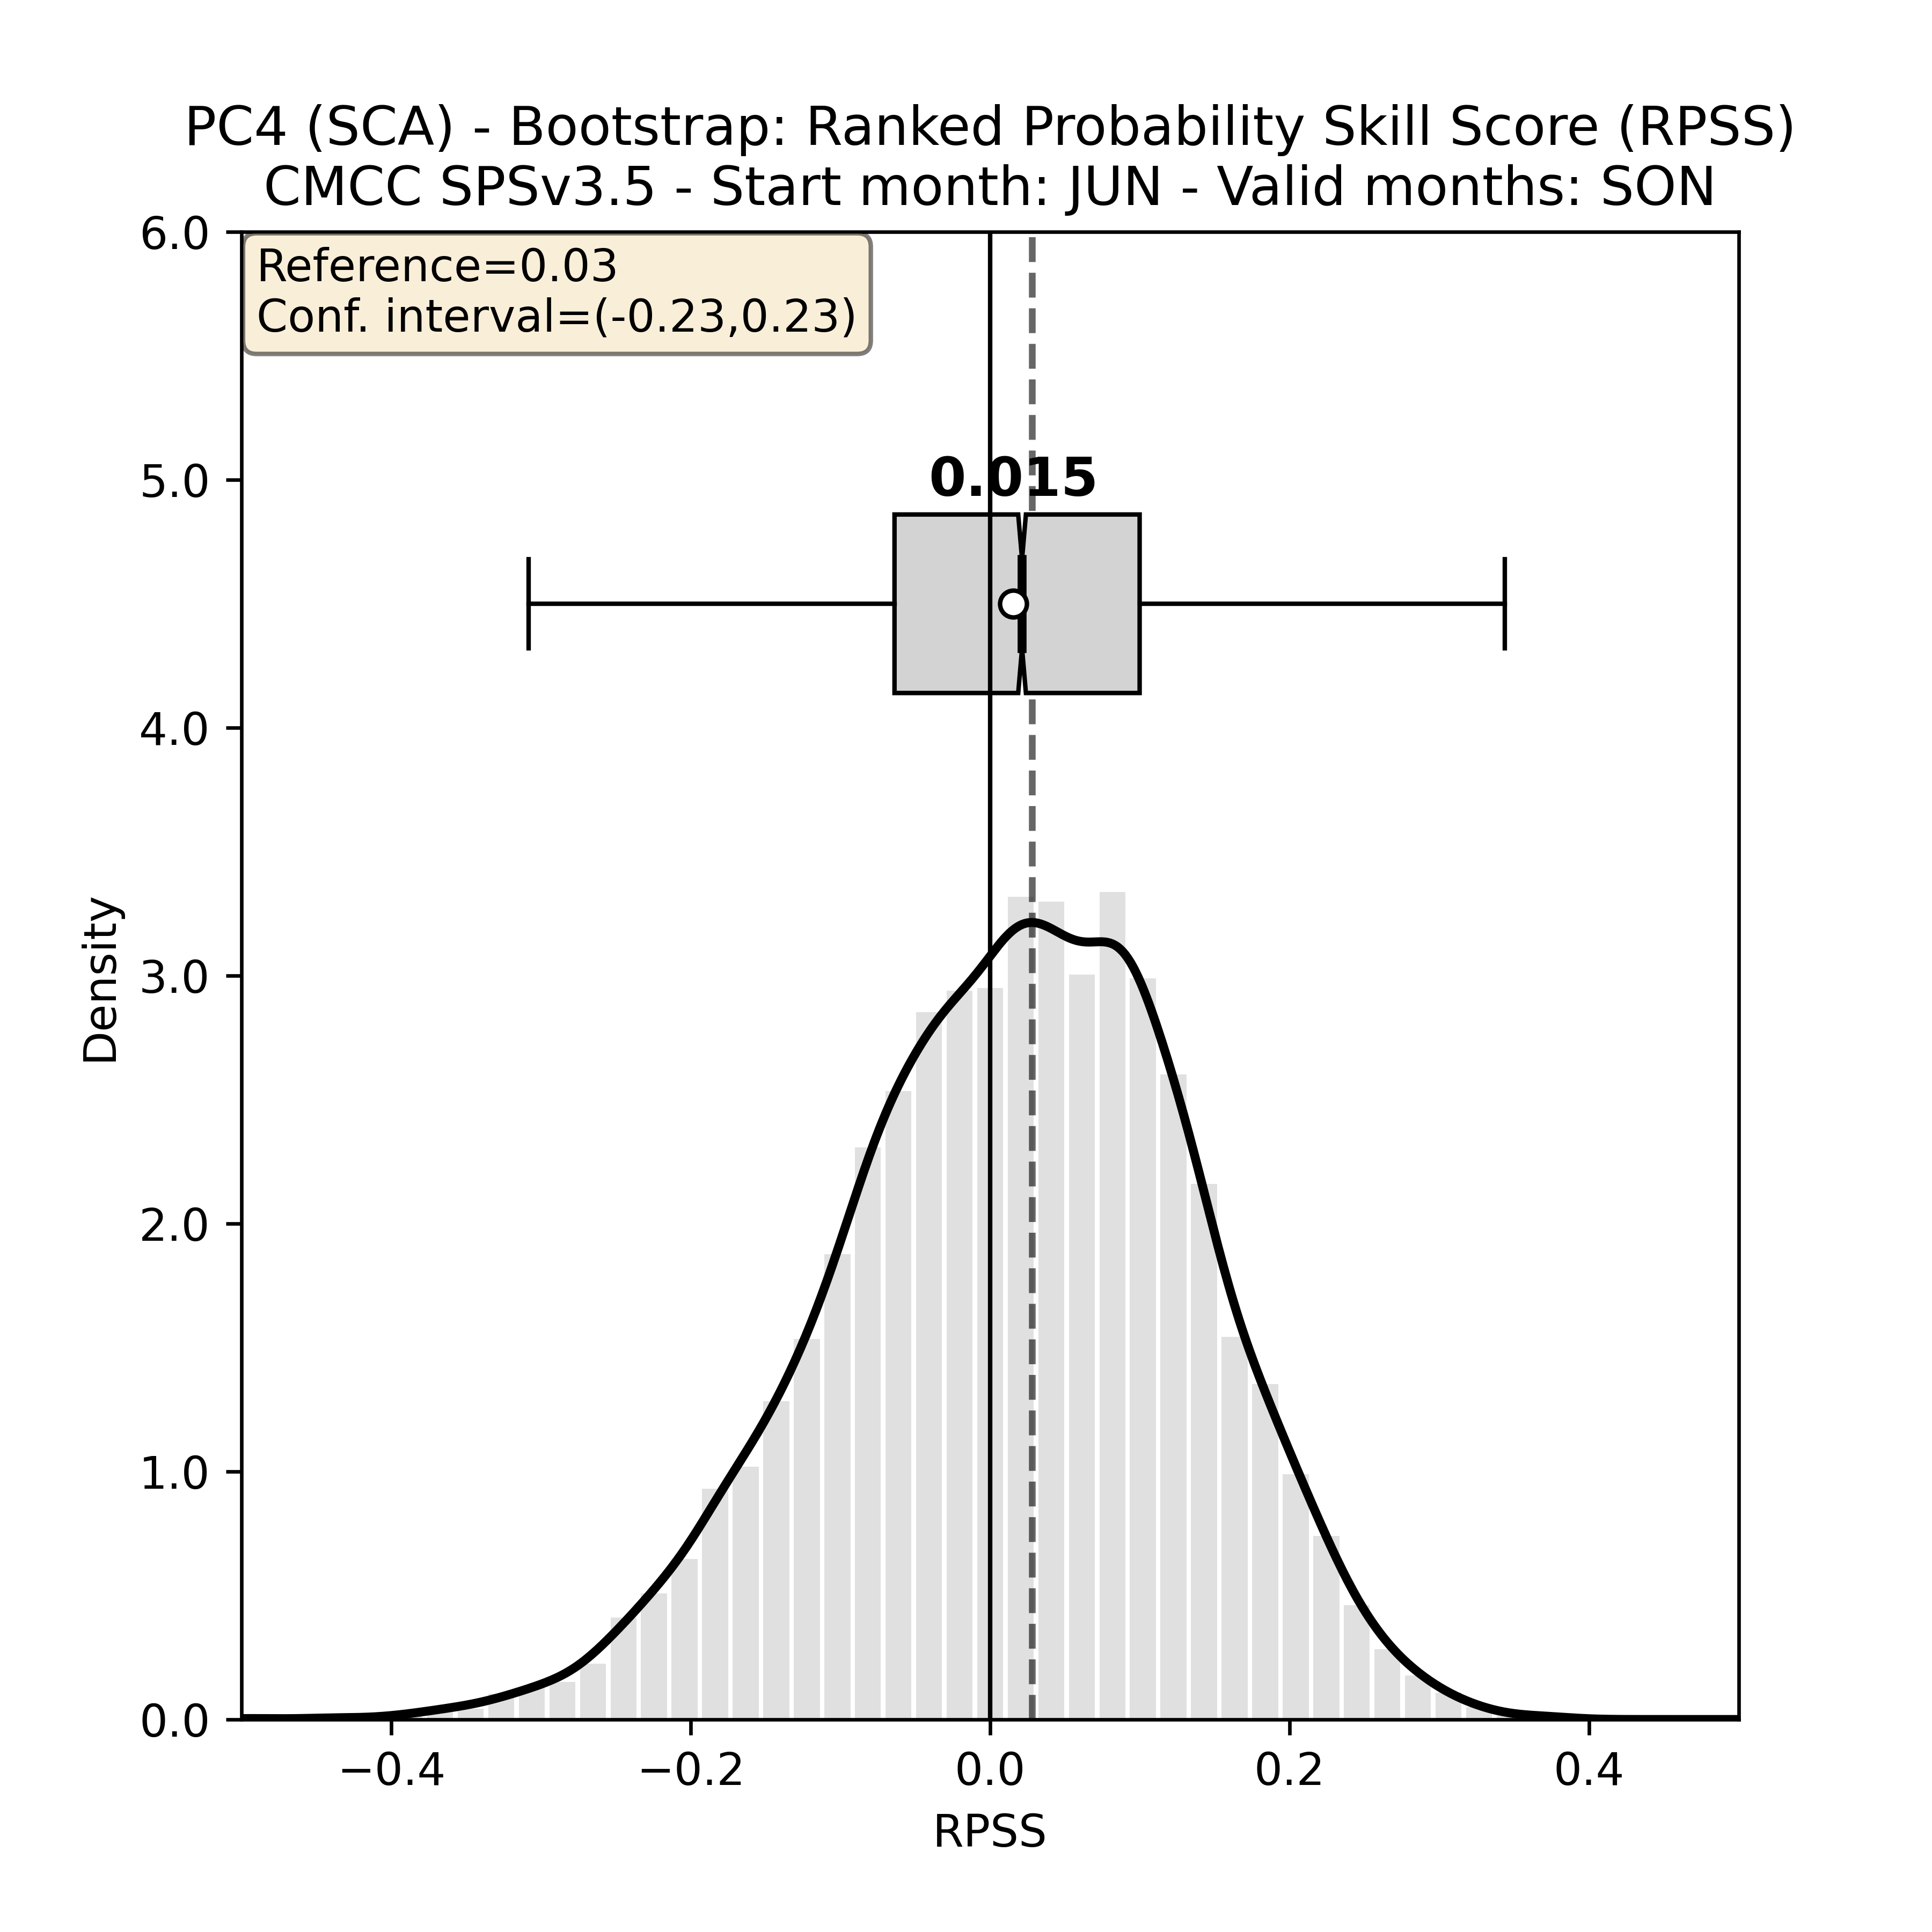 PC4 (SCA) - Bootstrap: Ranked Probability Skill Score (RPSS)
CMCC SPSv3.5 - Start month: JUN - Valid months: SON
Reference=0.03
Conf. interval=(-0.23,0.23)
0.015
6.0
5.0
4.0
3.0
2.0
1.0
0.0
Density
−0.4 −0.2 0.0 0.2 0.4
RPSS